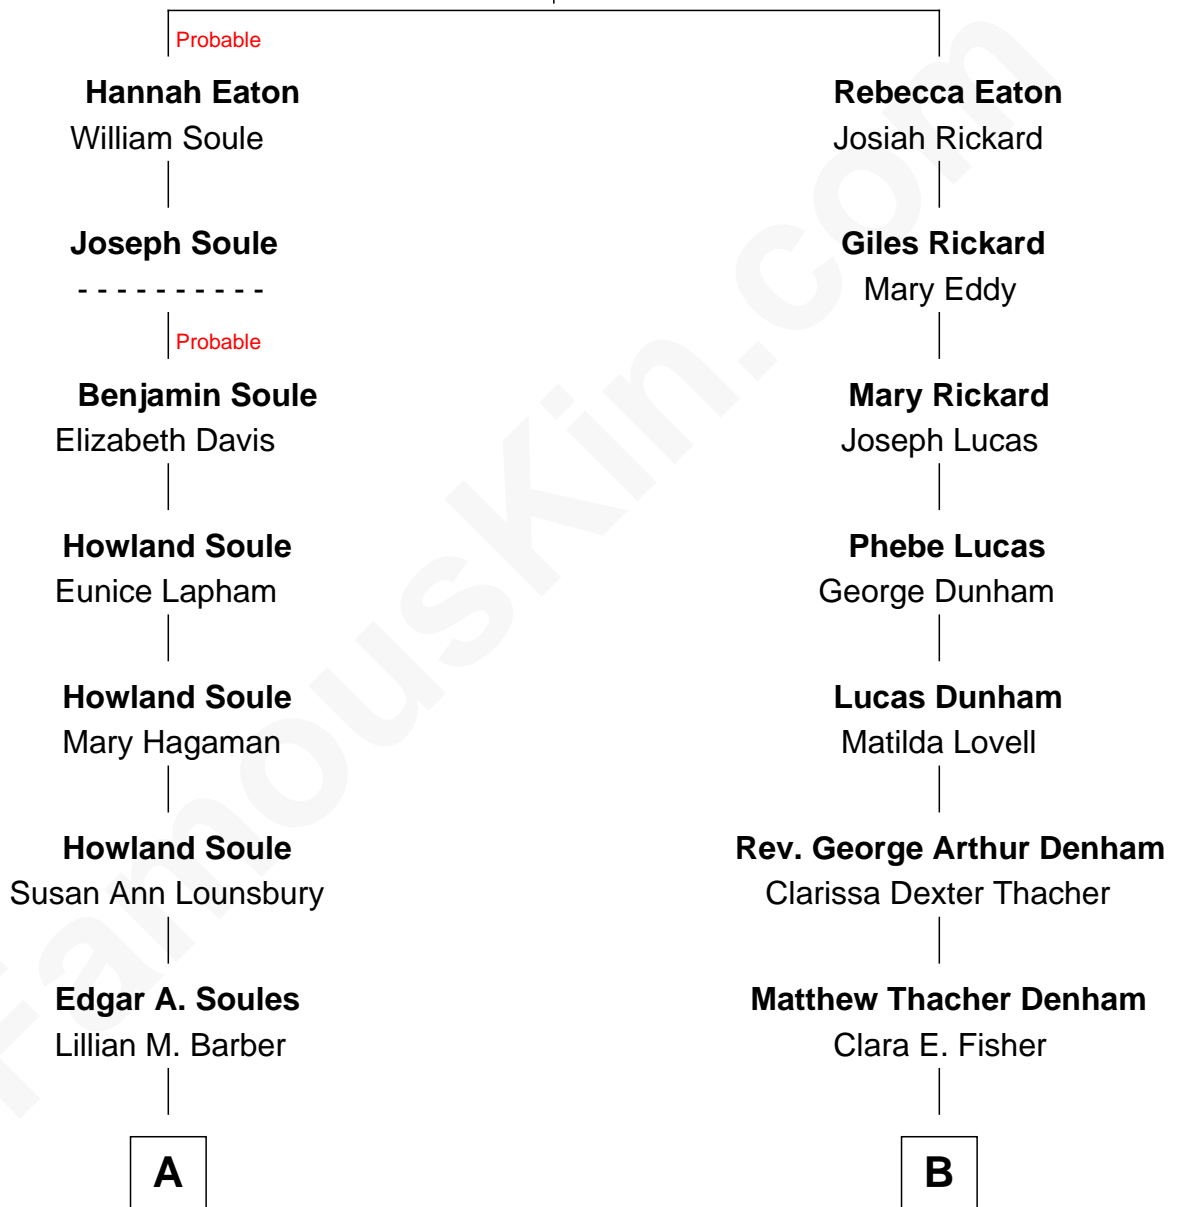 Probable
Hannah Eaton
William Soule
Joseph Soule
- - - - - - - - - -
Probable
Benjamin Soule
Elizabeth Davis
Howland Soule
Eunice Lapham
Howland Soule
Mary Hagaman
Howland Soule
Susan Ann Lounsbury
Edgar A. Soules
Lillian M. Barber
A
Rebecca Eaton
Josiah Rickard
Giles Rickard
Mary Eddy
Mary Rickard
Joseph Lucas
Phebe Lucas
George Dunham
Lucas Dunham
Matilda Lovell
Rev. George Arthur Denham
Clarissa Dexter Thacher
Matthew Thacher Denham
Clara E. Fisher
B
FamousKin.com